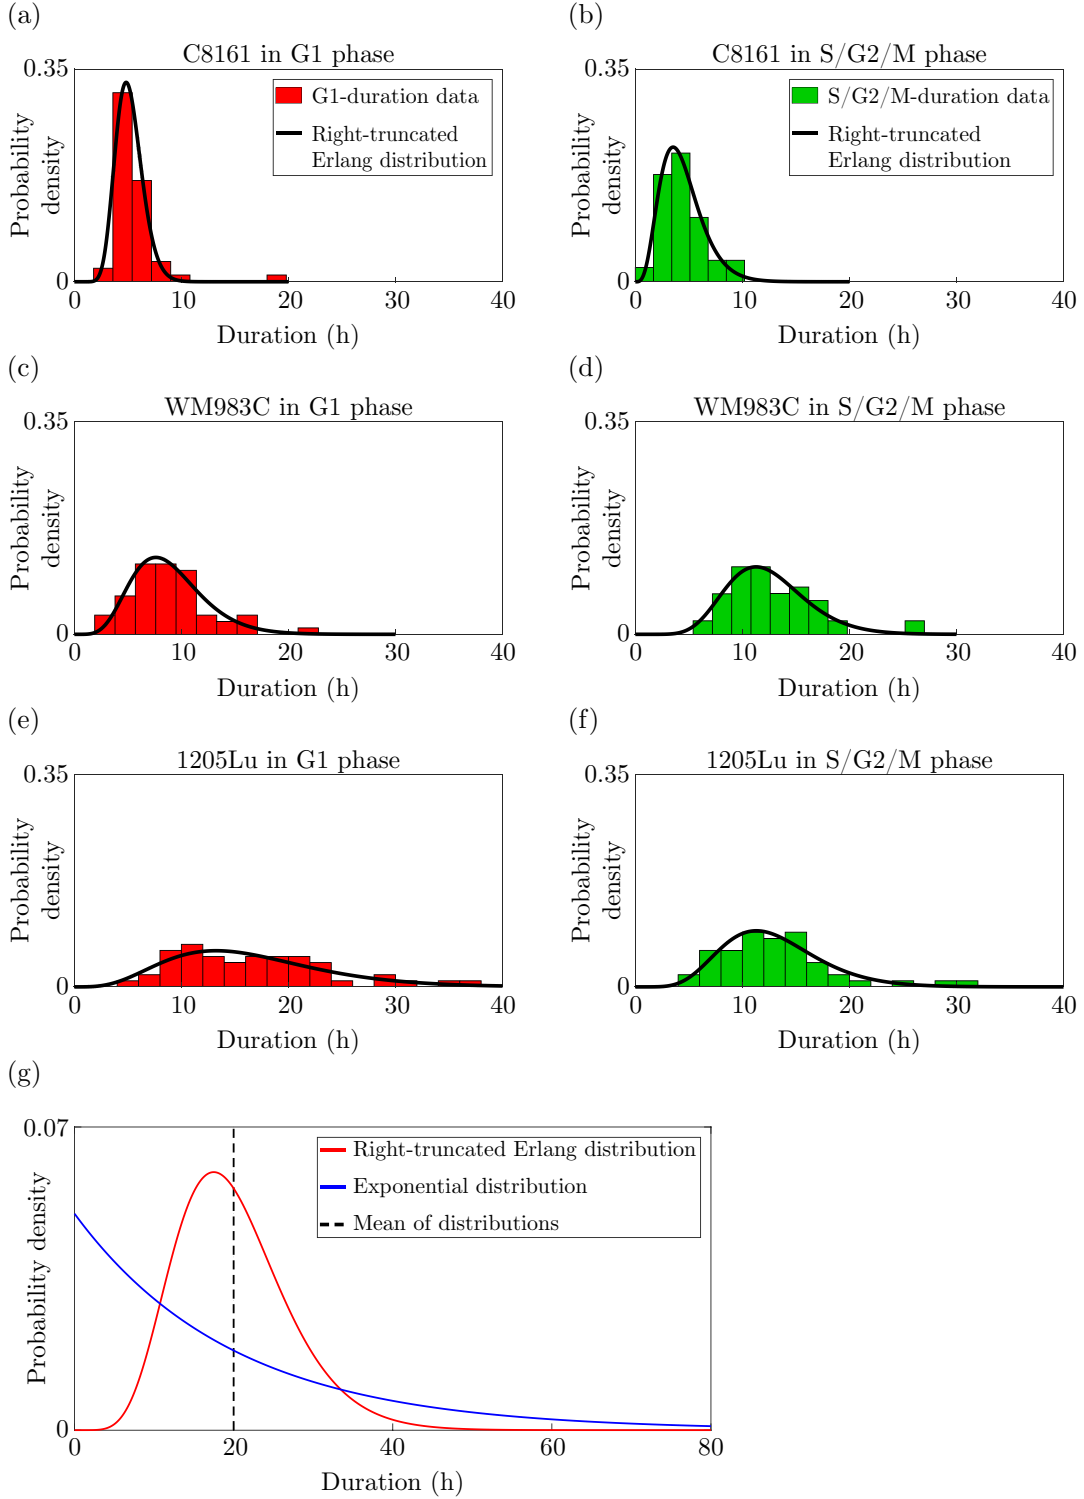 (a)
C8161 in G1 phase
0.35
Probability
density
G1-duration data
Right-truncated
Erlang distribution
0
0 10 20 30 40
Duration (h)
(b)
C8161 in S/G2/M phase
0.35
Probability
density
S/G2/M-duration data
Right-truncated
Erlang distribution
0
0 10 20 30 40
Duration (h)
(c)
WM983C in G1 phase
0.35
Probability
density
0
0 10 20 30 40
Duration (h)
(d)
WM983C in S/G2/M phase
0.35
Probability
density
0
0 10 20 30 40
Duration (h)
(e)
1205Lu in G1 phase
0.35
Probability
density
0
0 10 20 30 40
Duration (h)
(f)
1205Lu in S/G2/M phase
0.35
Probability
density
0
0 10 20 30 40
Duration (h)
(g)
0.07
Probability density
Right-truncated Erlang distribution
Exponential distribution
Mean of distributions
0
0 20 40 60 80
Duration (h)